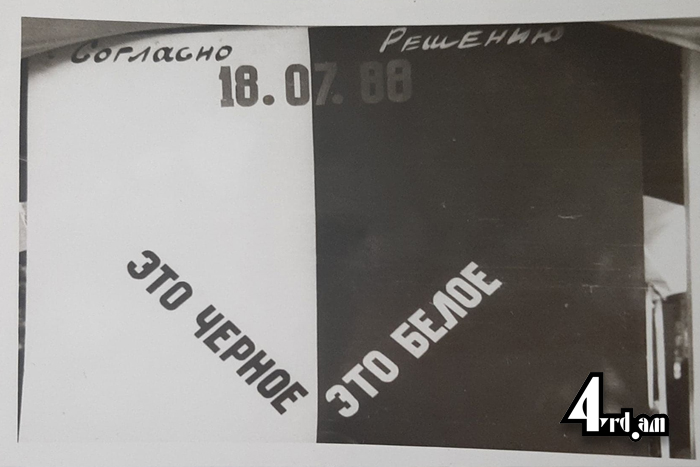 Согласно Решению
18.07.88
ЭТО ЧЕРНОЕ
ЭТО БЕЛОЕ
4rd.am